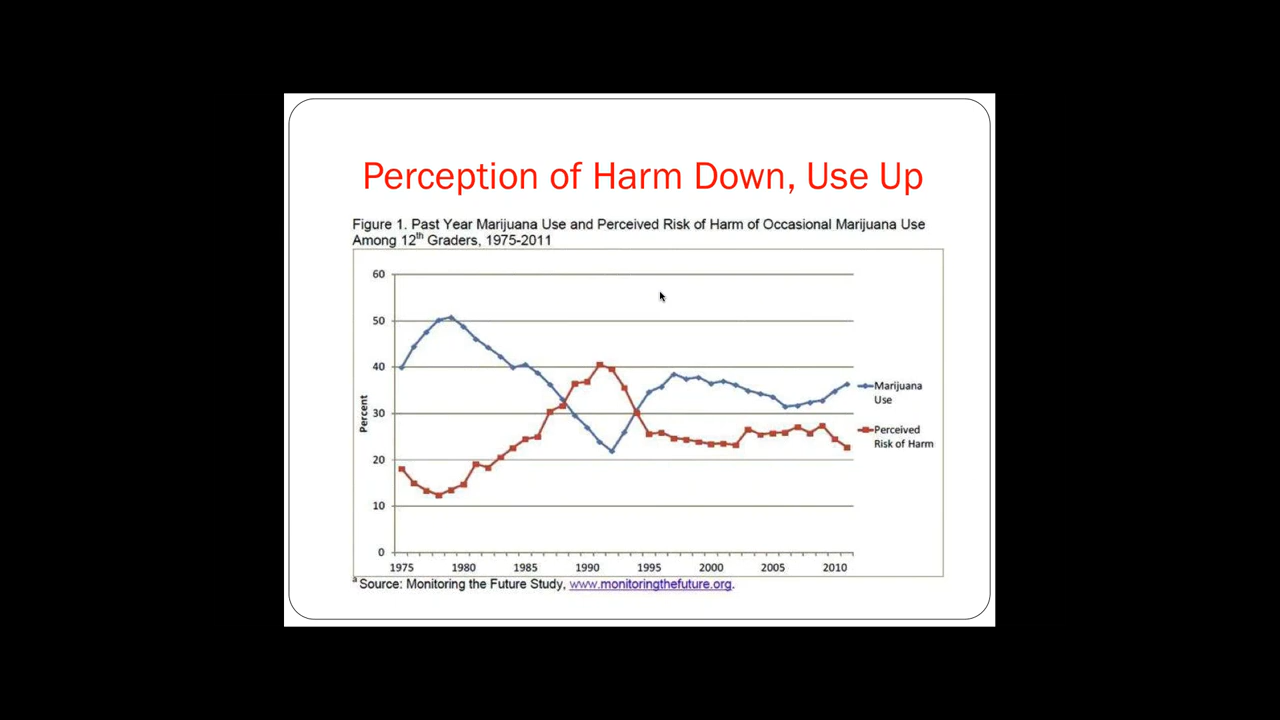 Perception of Harm Down, Use Up
Figure 1. Past Year Marijuana Use and Perceived Risk of Harm of Occasional Marijuana Use
Among 12th Graders, 1975-2011
60
50
40
30
20
10
0
Percent
1975 1980 1985 1990 1995 2000 2005 2010
Marijuana
Use
Perceived
Risk of Harm
a Source: Monitoring the Future Study, www.monitoringthefuture.org.